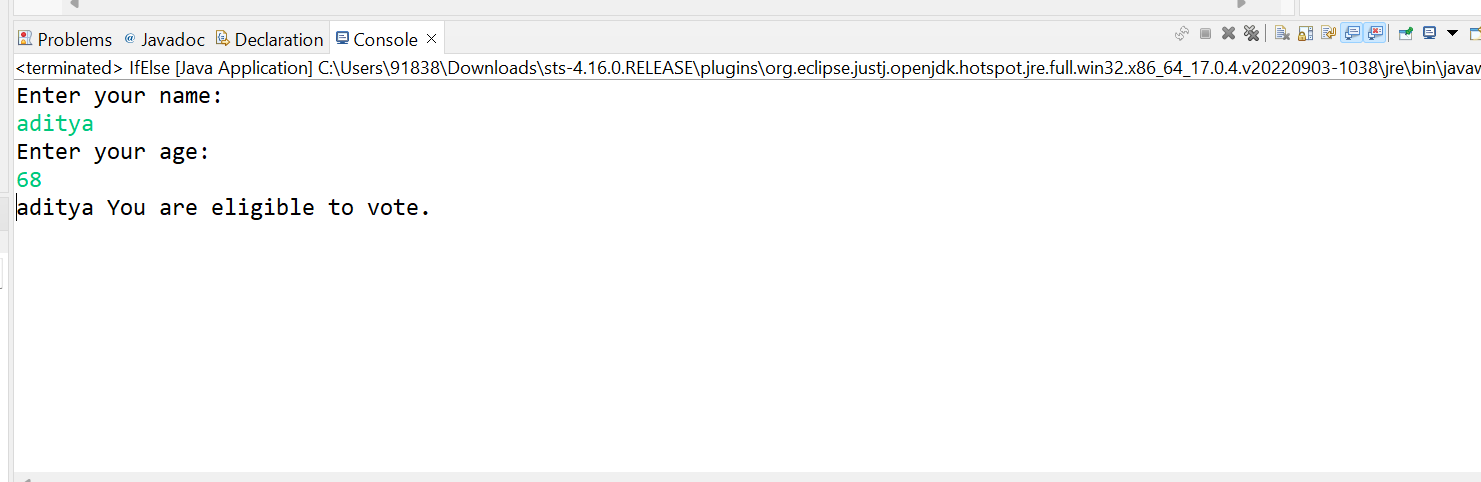 Problems @ Javadoc Declaration Console
<terminated> IfElse [Java Application] C:\Users\91838\Downloads\sts-4.16.0.RELEASE\plugins\org.eclipse.justj.openjdk.hotspot.jre.full.win32.x86_64_17.0.4.v20220903-1038\jre\bin\javaw
Enter your name:
aditya
Enter your age:
68
aditya You are eligible to vote.